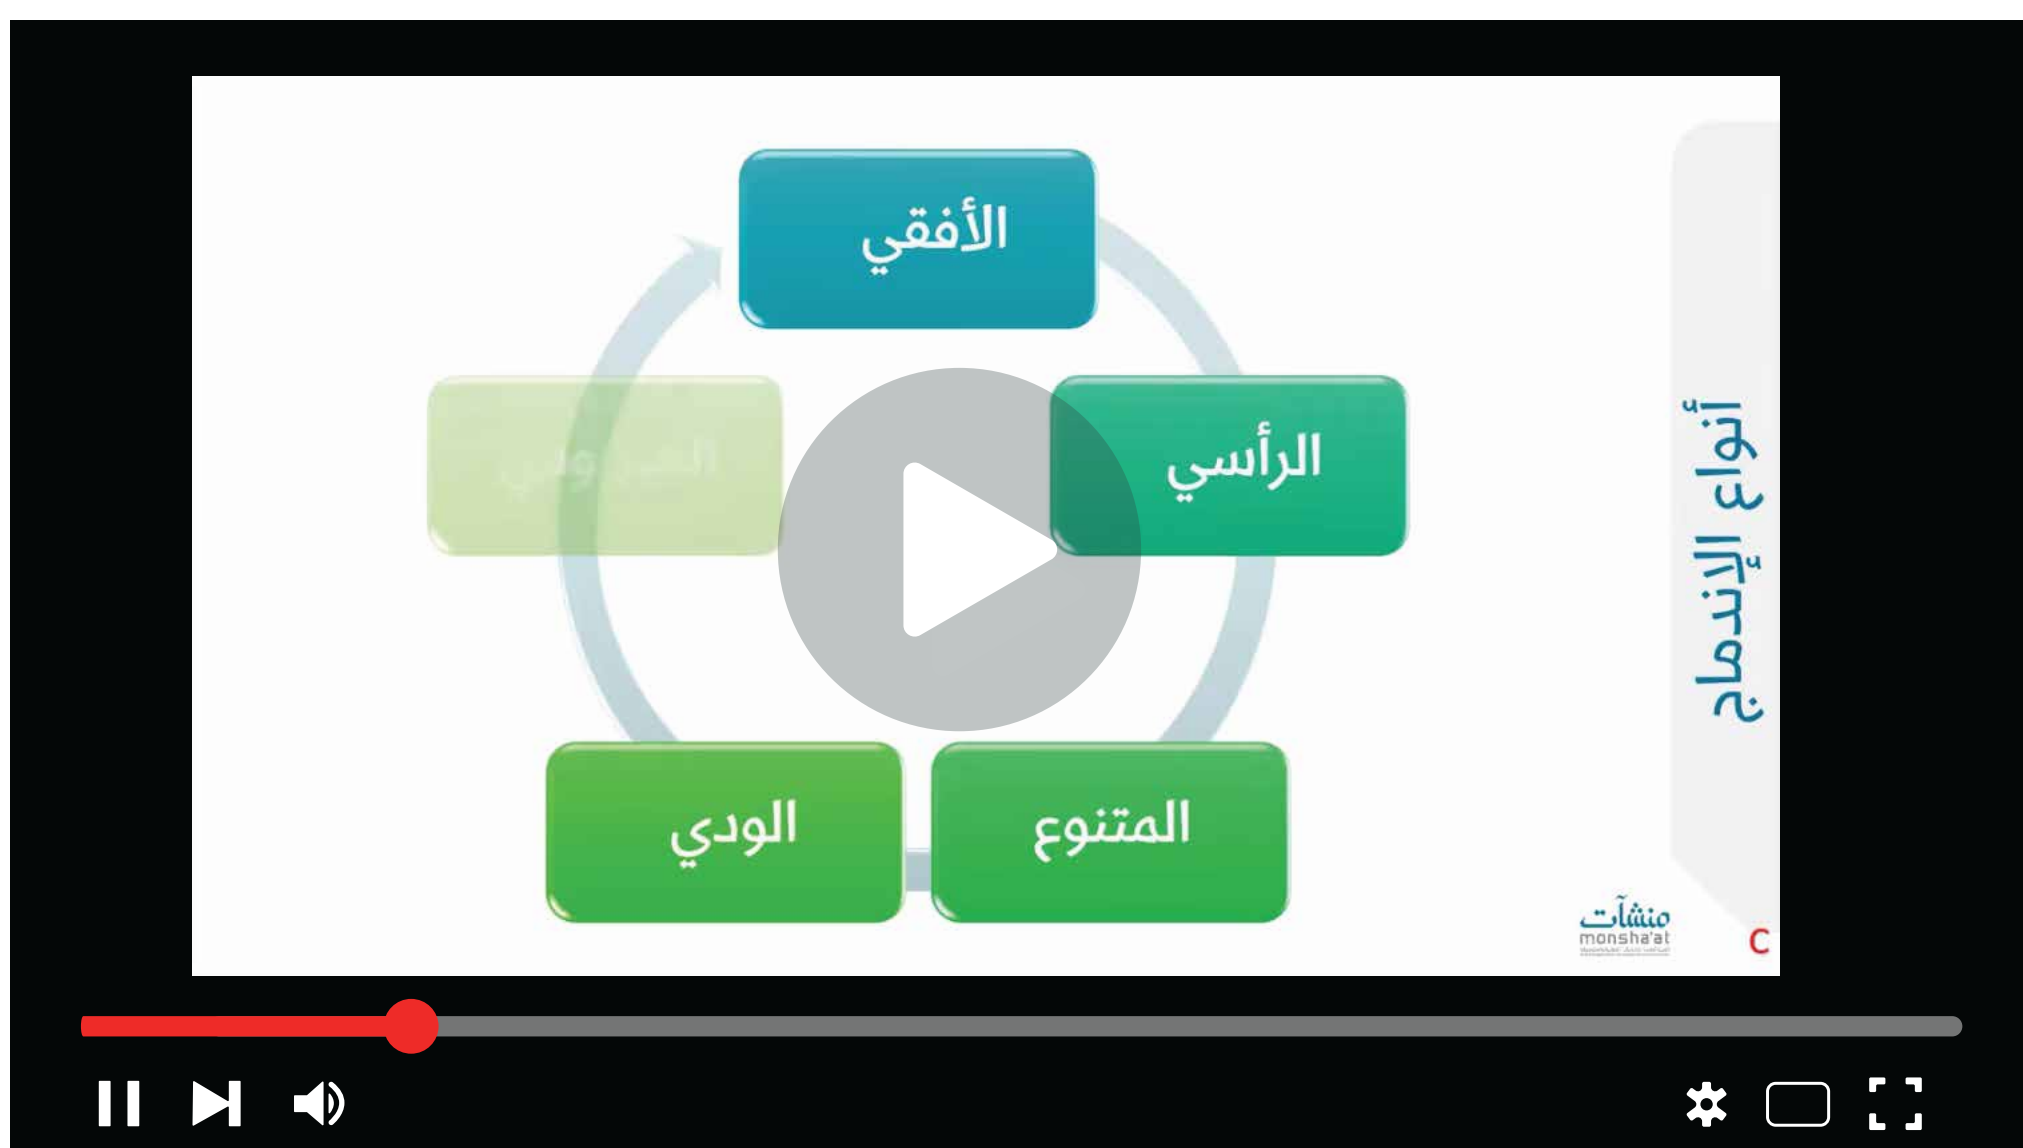 أنواع الإندماج
الأفقي
الرأسي
المتنوع
الودي
منشآت
monsha'at
C